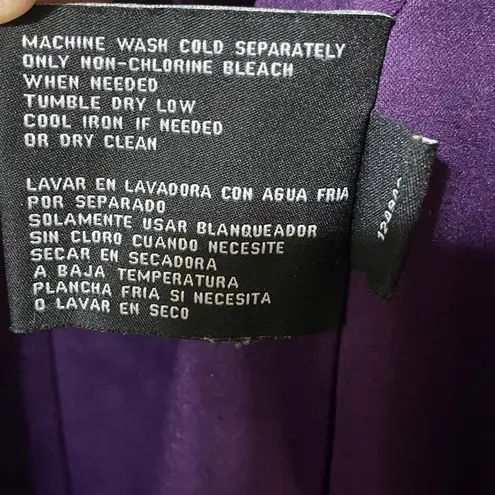 MACHINE WASH COLD SEPARATELY
ONLY NON-CHLORINE BLEACH
WHEN NEEDED
TUMBLE DRY LOW
COOL IRON IF NEEDED
OR DRY CLEAN
LAVAR EN LAVADORA CON AGUA FRIA
POR SEPARADO
SOLAMENTE USAR BLANQUEADOR
SIN CLORO CUANDO NECESITE
SECAR EN SECADORA
A BAJA TEMPERATURA
PLANCHA FRIA SI NECESITA
O LAVAR EN SECO